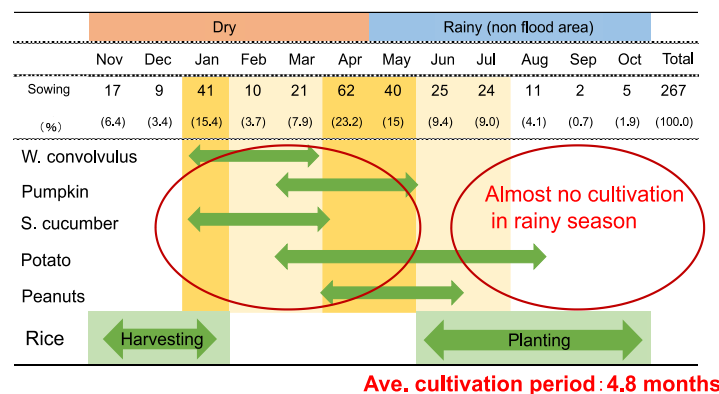 Dry Rainy (non flood area)
Nov Dec Jan Feb Mar Apr May Jun Jul Aug Sep Oct Total
Sowing 17 9 41 10 21 62 40 25 24 11 2 5 267
(%) (6.4) (3.4) (15.4) (3.7) (7.9) (23.2) (15) (9.4) (9.0) (4.1) (0.7) (1.9) (100.0)
W. convolvulus
Pumpkin
S. cucumber
Potato
Peanuts
Almost no cultivation
in rainy season
Rice Harvesting Planting
Ave. cultivation period：4.8 months